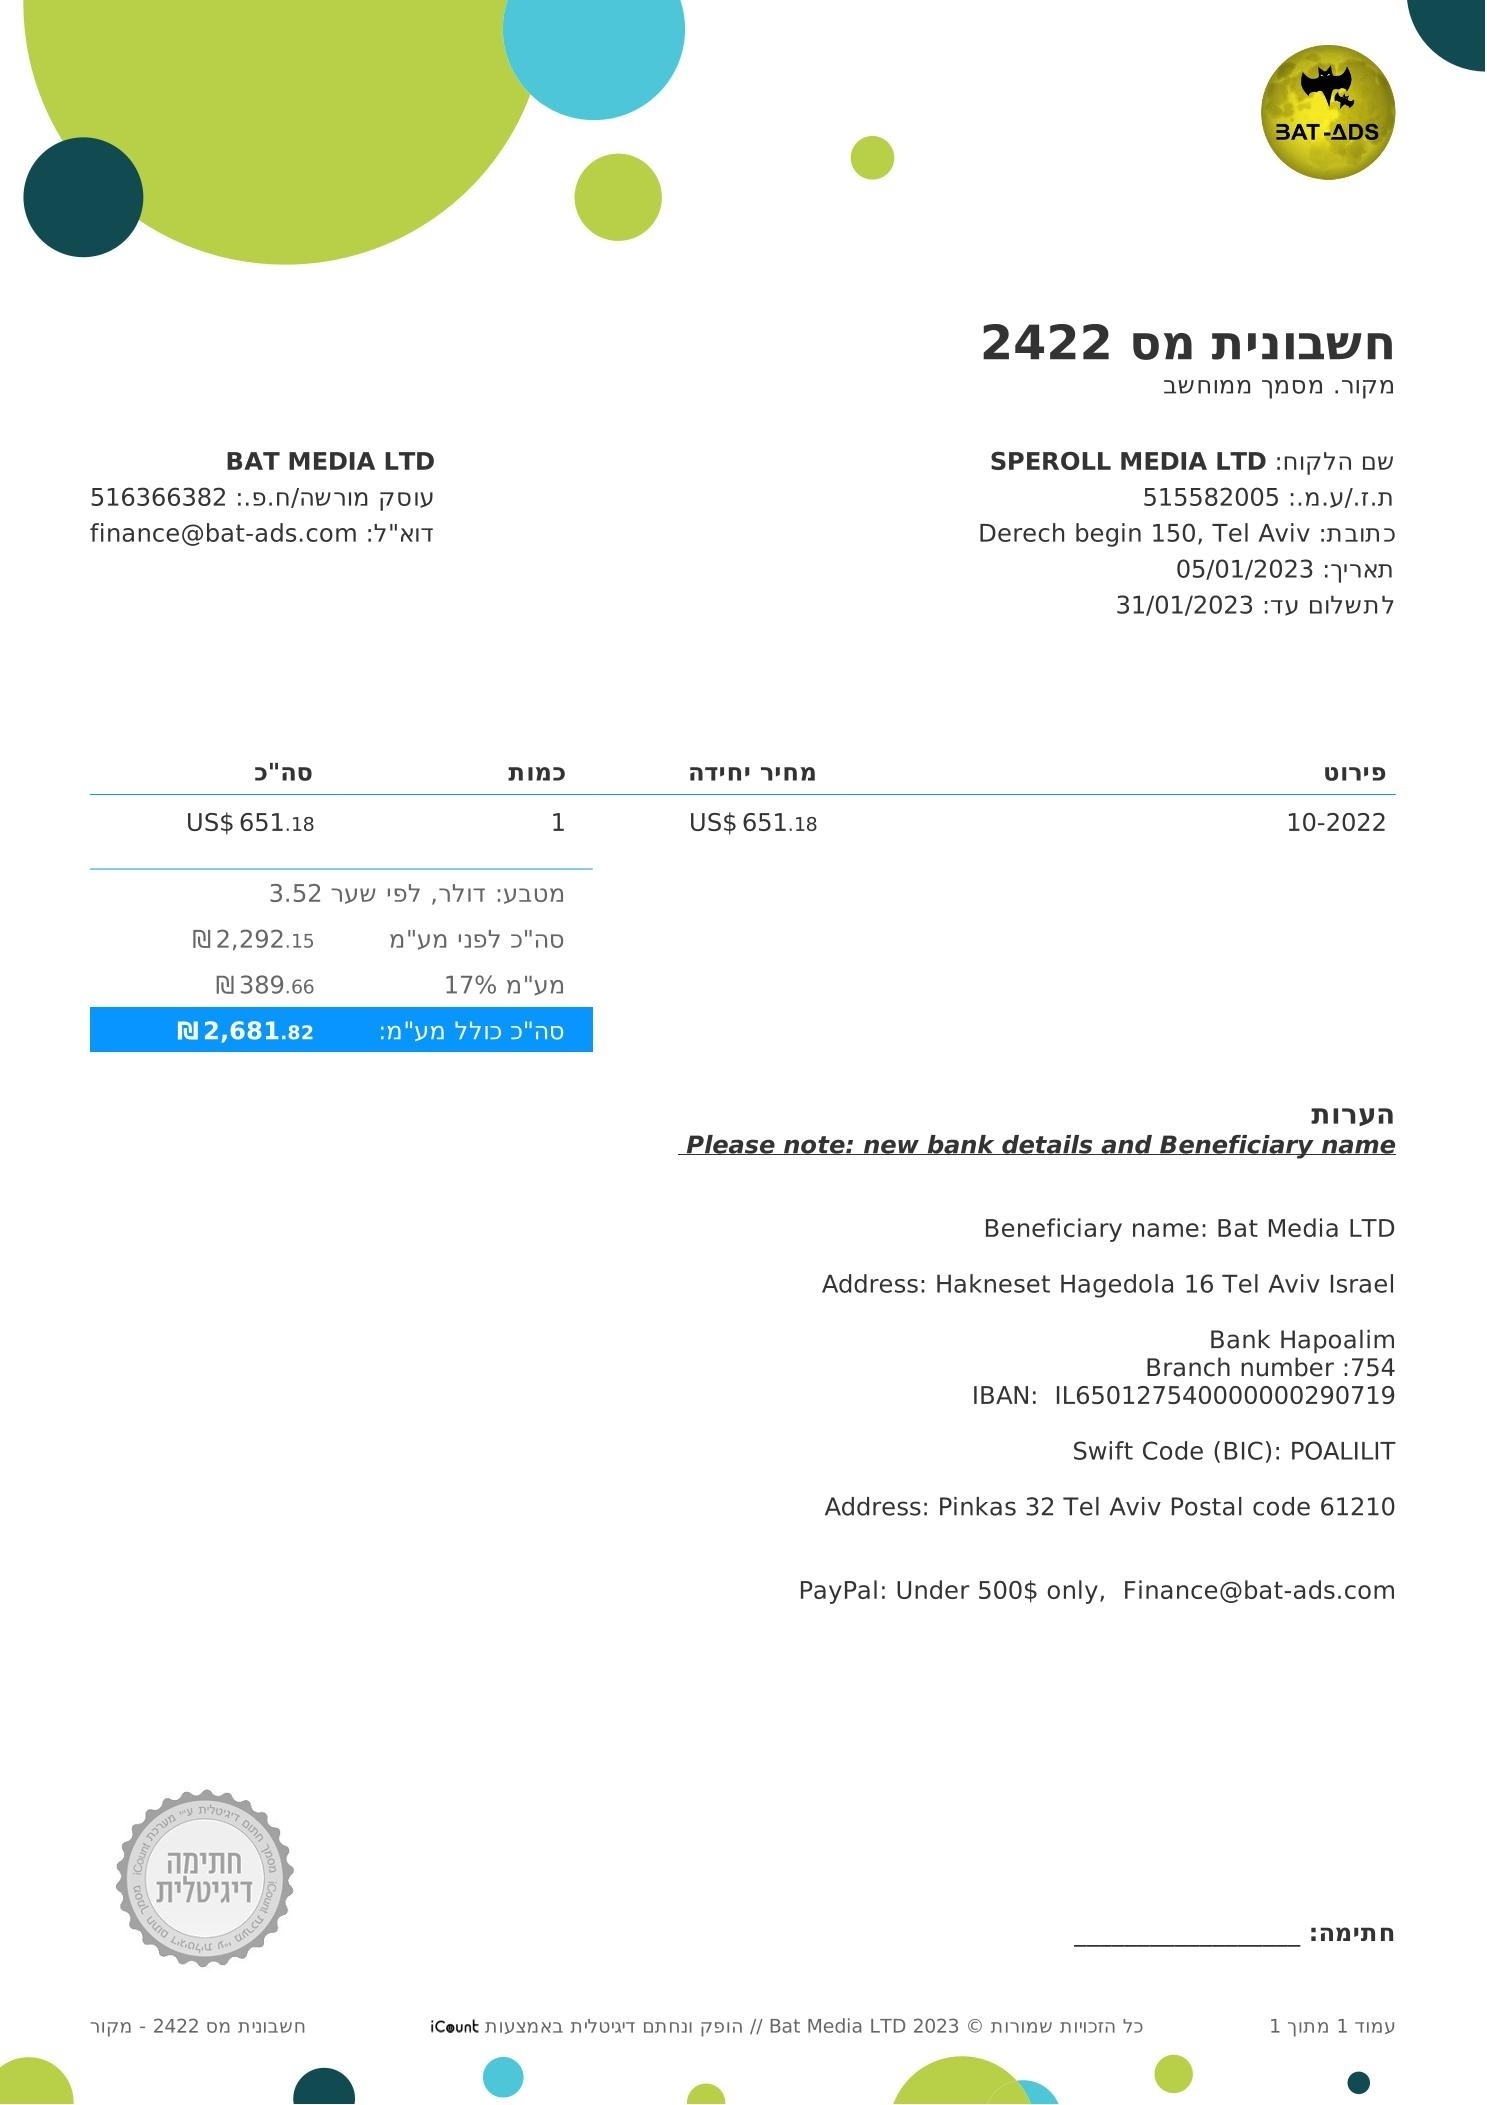 BAT-ADS
חשבונית מס 2422
מקור. מסמך ממוחשב
שם הלקוח: SPEROLL MEDIA LTD
ת.ז./ע.מ.: 515582005
כתובת: Derech begin 150, Tel Aviv
תאריך: 05/01/2023
לתשלום עד: 31/01/2023
BAT MEDIA LTD
עוסק מורשה/ח.פ.: 516366382
דוא"ל: finance@bat-ads.com
פירוט מחיר יחידה כמות סה"כ
10-2022 US$ 651.18 1 US$ 651.18
מטבע: דולר, לפי שער 3.52
סה"כ לפני מע"מ ₪2,292.15
מע"מ 17% ₪389.66
סה"כ כולל מע"מ: ₪2,681.82
הערות
Please note: new bank details and Beneficiary name
Beneficiary name: Bat Media LTD
Address: Hakneset Hagedola 16 Tel Aviv Israel
Bank Hapoalim
Branch number :754
IBAN: IL650127540000000290719
Swift Code (BIC): POALILIT
Address: Pinkas 32 Tel Aviv Postal code 61210
PayPal: Under 500$ only, Finance@bat-ads.com
מסמך חתום דיגיטלית ע"י מערכת iCount
חתימה
דיגיטלית
מסמך חתום דיגיטלית ע"י מערכת iCount
חתימה: __________________
עמוד 1 מתוך 1 כל הזכויות שמורות © Bat Media LTD 2023 // הופק ונחתם דיגיטלית באמצעות iCount חשבונית מס 2422 - מקור